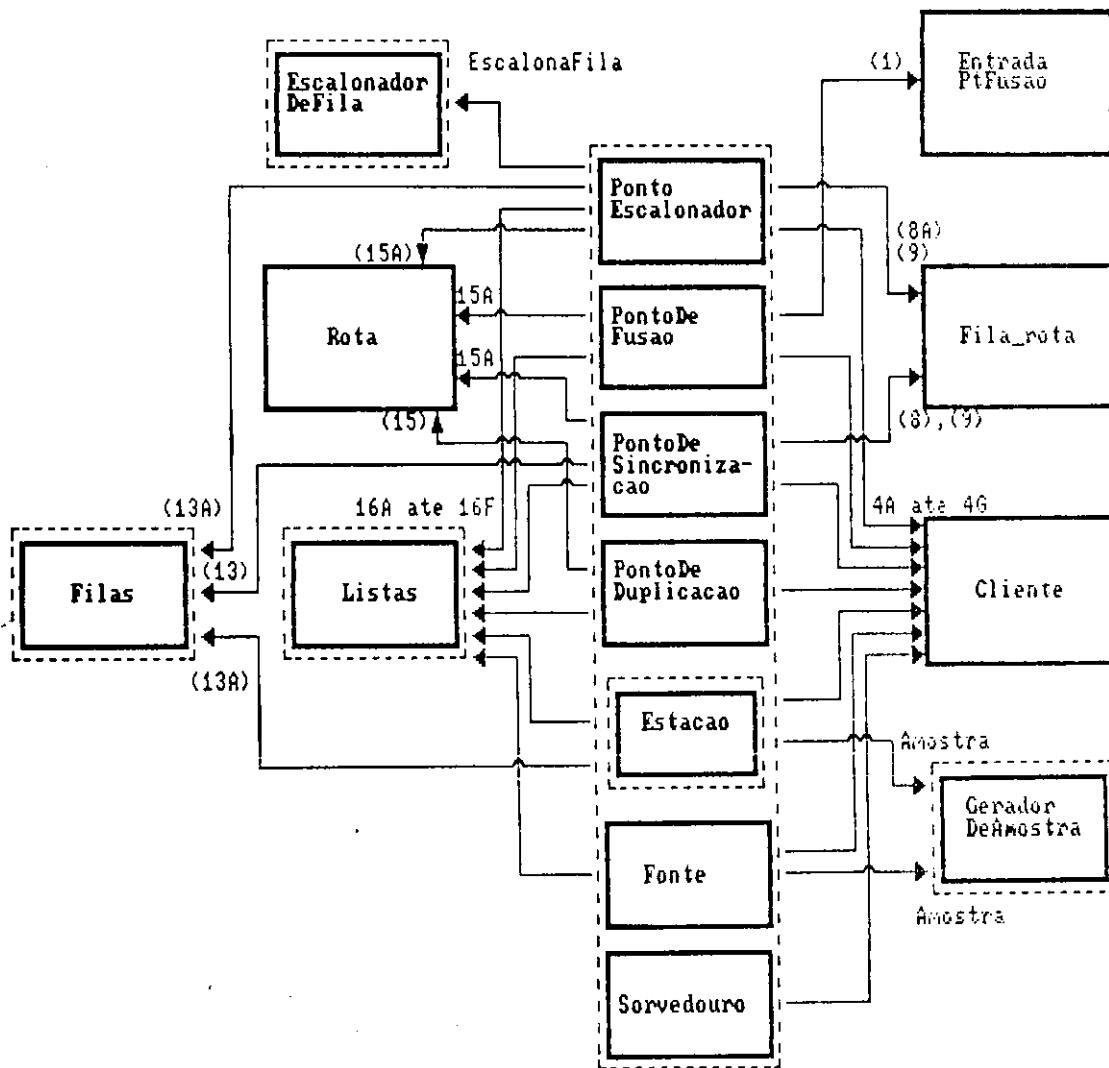 EscalonaFila
(1)
Entrada
PtFusao
Escalonador
DeFila
Ponto
Escalonador
(8A)
(9)
(15A)
15A
Rota
PontoDe
Fusao
Fila_rota
15A
(15)
(8),(9)
PontoDe
Sincroniza-
cao
(13A)
16A ate 16F
4A ate 4G
(13)
Filas
Listas
PontoDe
Duplicacao
Cliente
(13A)
Estacao
Amostra
Gerador
DeAmostra
Fonte
Amostra
Sorvedouro